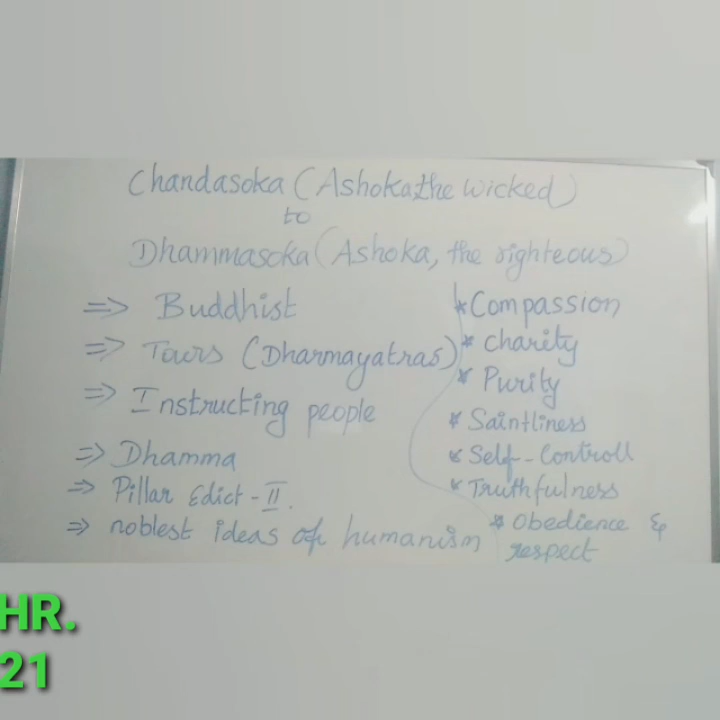 Chandasoka (Ashoka, the wicked)
to
Dhammasoka (Ashoka, the righteous)
⇒ Buddhist
⇒ Tours (Dharmayatras)
⇒ Instructing people
⇒ Dhamma
⇒ Pillar Edict - II.
⇒ noblest ideas of humanism
* Compassion
* charity
* Purity
* Saintliness
* Self-Controll
* Truthfulness
* Obedience &
respect
HR.
21